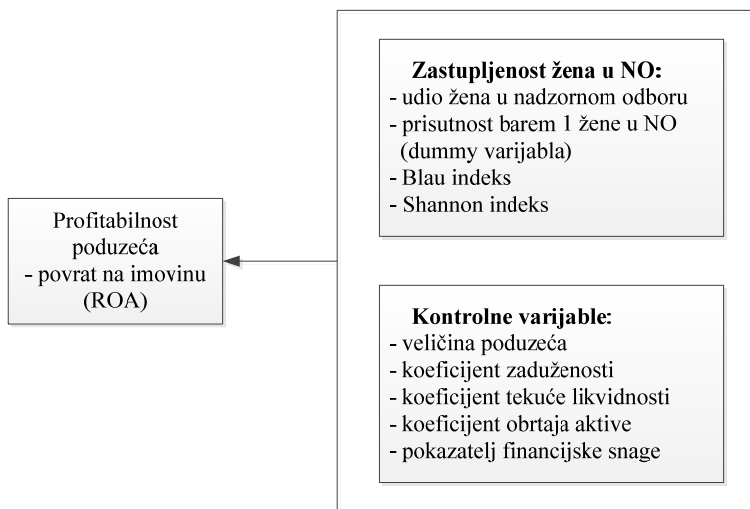 Zastupljenost žena u NO:
- udio žena u nadzornom odboru
- prisutnost barem 1 žene u NO
(dummy varijabla)
- Blau indeks
- Shannon indeks
Profitabilnost
poduzeća
- povrat na imovinu
(ROA)
Kontrolne varijable:
- veličina poduzeća
- koeficijent zaduženosti
- koeficijent tekuće likvidnosti
- koeficijent obrtaja aktive
- pokazatelj financijske snage